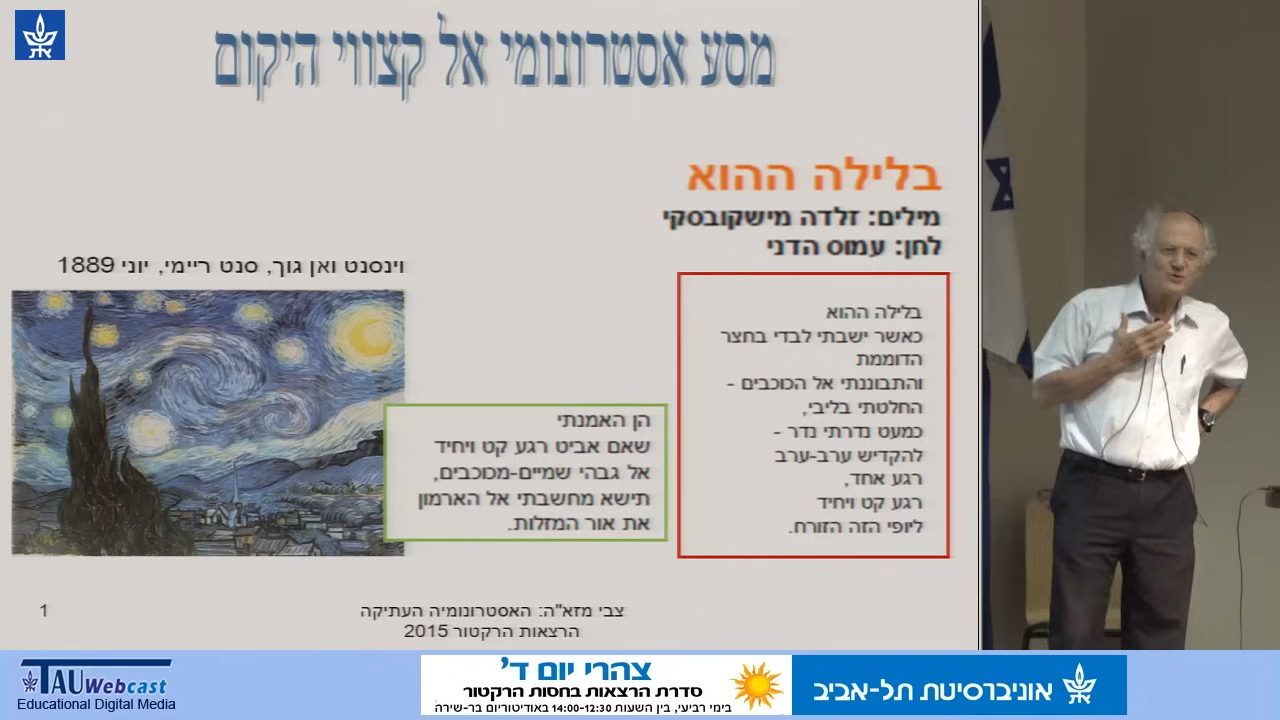 מסע אסטרונומי אל קצווי היקום
בלילה ההוא
מילים: זלדה מישקובסקי
לחן: עמוס הדני
בלילה ההוא
כאשר ישבתי לבדי בחצר
הדוממת
והתבוננתי אל הכוכבים -
החלטתי בליבי,
כמעט נדרתי נדר -
להקדיש ערב-ערב
רגע אחד,
רגע קט ויחיד
ליופי הזה הזורח.
וינסנט ואן גוך, סנט ריימי, יוני 1889
הן האמנתי
שאם אביט רגע קט ויחיד
אל גבהי שמיים-מכוכבים,
תישא מחשבתי אל הארמון
את אור המזלות.
צבי מזא"ה: האסטרונומיה העתיקה
הרצאות הרקטור 2015
1
אוניברסיטת תל-אביב
צהרי יום ד'
סדרת הרצאות בחסות הרקטור
בימי רביעי, בין השעות 14:00-12:30 באודיטוריום בר-שירה
TAU Webcast
Educational Digital Media